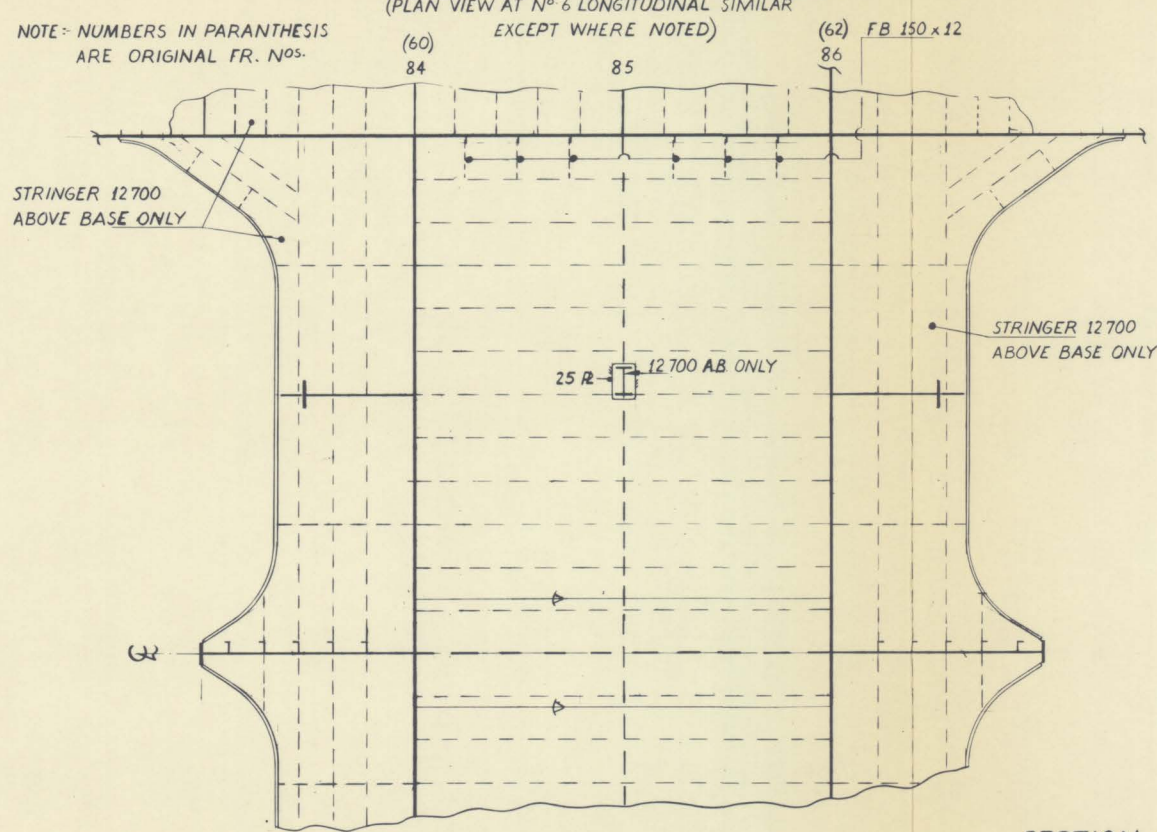 (PLAN VIEW AT Nº 6 LONGITUDINAL SIMILAR
EXCEPT WHERE NOTED)
NOTE:- NUMBERS IN PARANTHESIS
ARE ORIGINAL FR. NOS.
(60)
84
85
(62)
86
FB 150 x 12
STRINGER 12700
ABOVE BASE ONLY
STRINGER 12700
ABOVE BASE ONLY
25 PL
12700 AB. ONLY
CL